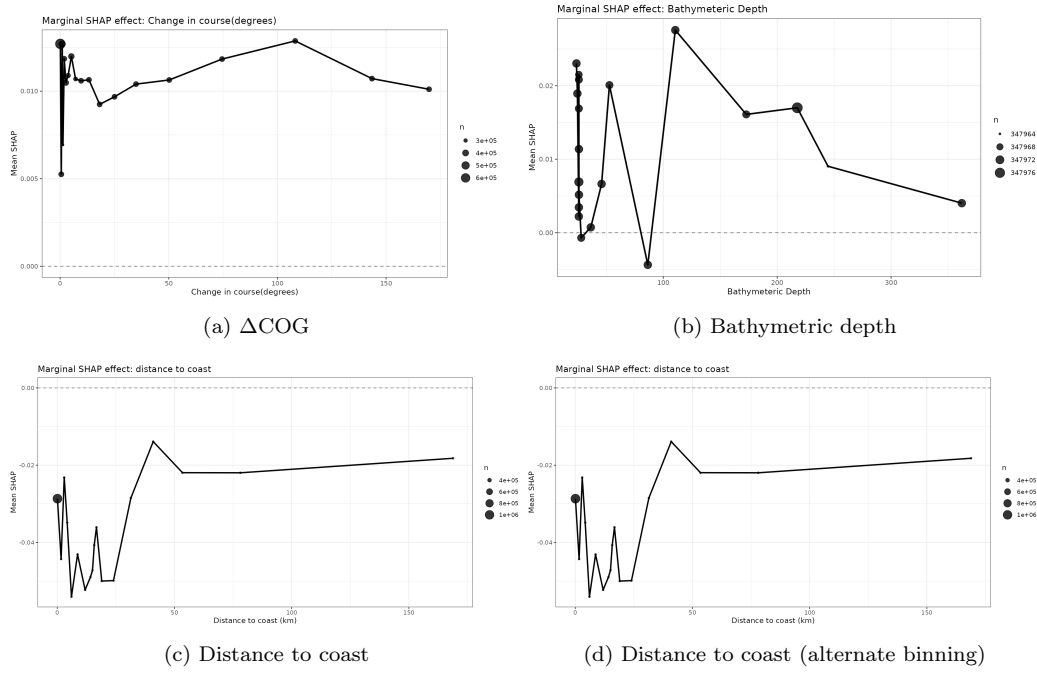 Marginal SHAP effect: Change in course(degrees)
Mean SHAP
0.010
0.005
0.000
0
50
100
150
Change in course(degrees)
n
3e+05
4e+05
5e+05
6e+05
(a) ΔCOG
Marginal SHAP effect: Bathymeteric Depth
Mean SHAP
0.02
0.01
0.00
100
200
300
Bathymeteric Depth
n
347964
347968
347972
347976
(b) Bathymetric depth
Marginal SHAP effect: distance to coast
Mean SHAP
0.00
-0.02
-0.04
0
50
100
150
Distance to coast (km)
n
4e+05
6e+05
8e+05
1e+06
(c) Distance to coast
Marginal SHAP effect: distance to coast
Mean SHAP
0.00
-0.02
-0.04
0
50
100
150
Distance to coast (km)
n
4e+05
6e+05
8e+05
1e+06
(d) Distance to coast (alternate binning)